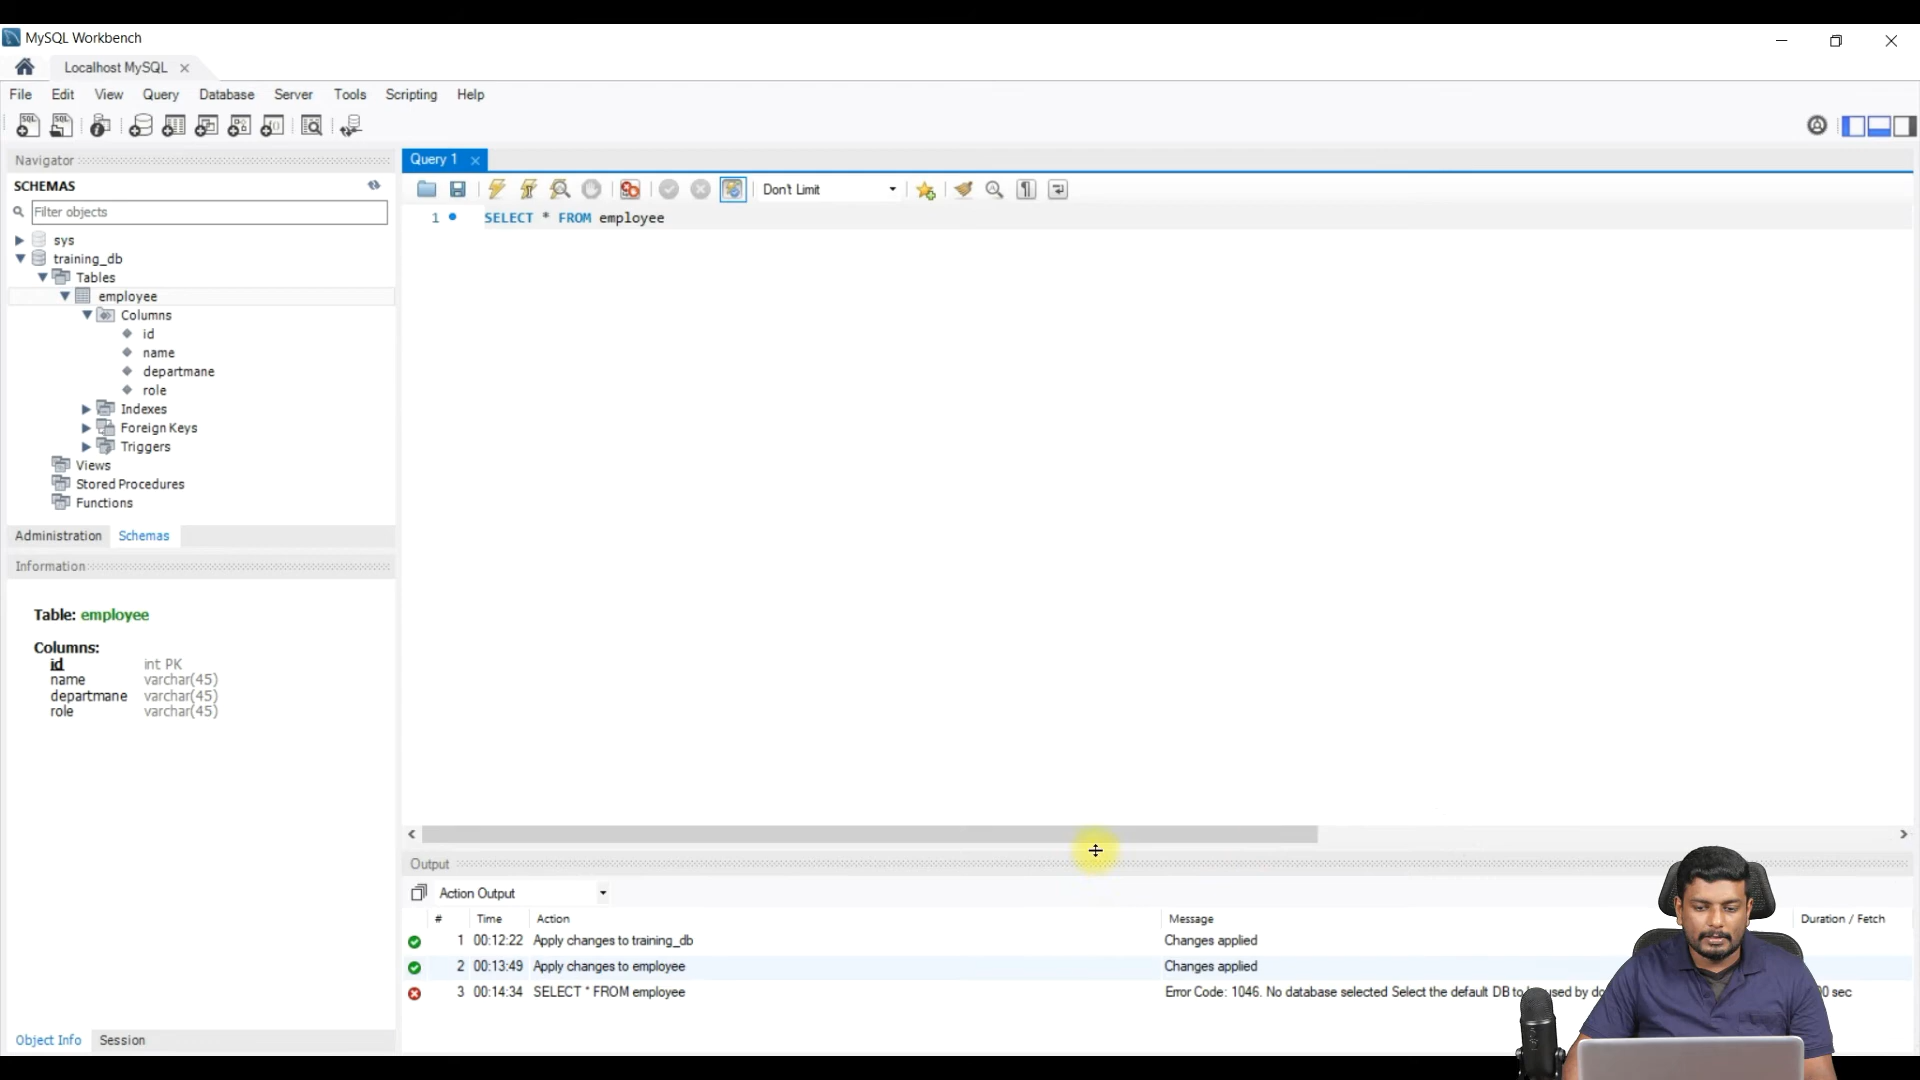 MySQL Workbench
Localhost MySQL
File Edit View Query Database Server Tools Scripting Help
Navigator
SCHEMAS
Filter objects
sys
training_db
Tables
employee
Columns
id
name
departmane
role
Indexes
Foreign Keys
Triggers
Views
Stored Procedures
Functions
Administration Schemas
Information
Table: employee
Columns:
id int PK
name varchar(45)
departmane varchar(45)
role varchar(45)
Object Info Session
Query 1
Don't Limit
1 SELECT * FROM employee
Output
Action Output
# Time Action Message Duration / Fetch
1 00:12:22 Apply changes to training_db Changes applied
2 00:13:49 Apply changes to employee Changes applied
3 00:14:34 SELECT * FROM employee Error Code: 1046. No database selected Select the default DB to used by sec